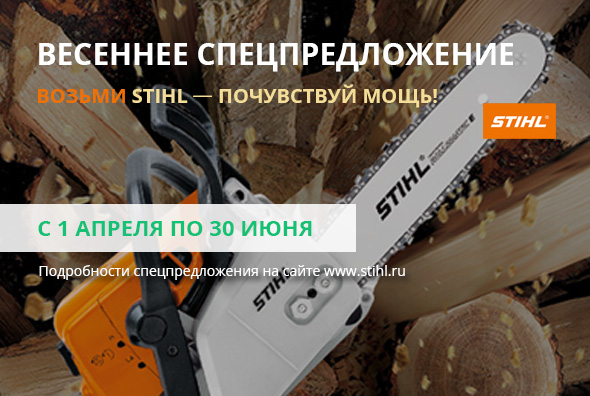 ВЕСЕННЕЕ СПЕЦПРЕДЛОЖЕНИЕ
ВОЗЬМИ STIHL — ПОЧУВСТВУЙ МОЩЬ!
STIHL
STIHL
С 1 АПРЕЛЯ ПО 30 ИЮНЯ
Подробности спецпредложения на сайте www.stihl.ru
STIHL